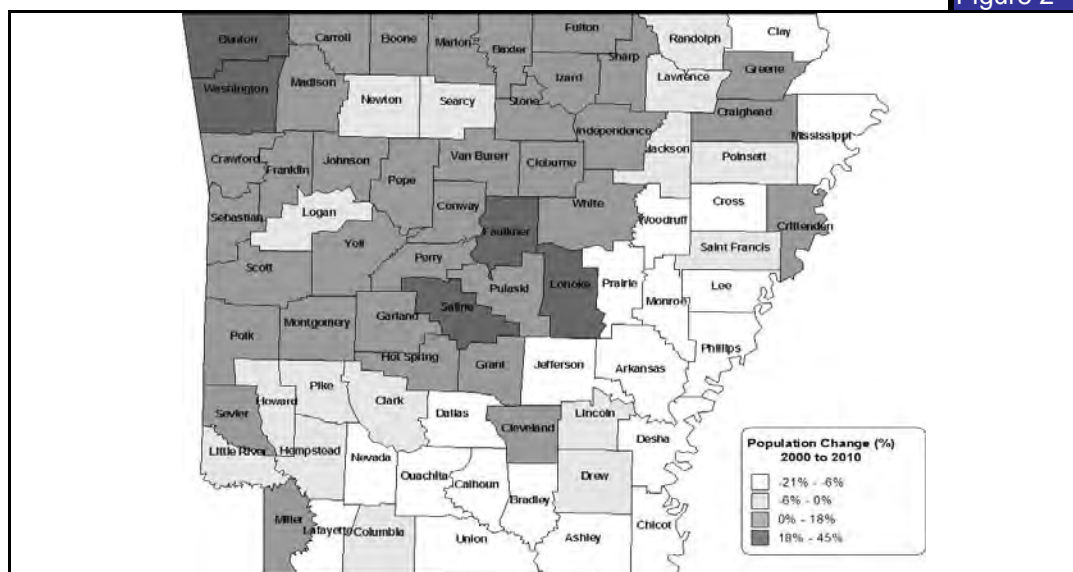 Figure 2
Benton
Carroll
Boone
Marion
Baxter
Fulton
Randolph
Clay
Washington
Madison
Newton
Searcy
Stone
Izard
Sharp
Lawrence
Greene
Craighead
Mississippi
Independence
Jackson
Poinsett
Crawford
Franklin
Johnson
Pope
Van Buren
Cleburne
Sebastian
Logan
Conway
Faulkner
White
Woodruff
Cross
Crittenden
Saint Francis
Scott
Yell
Perry
Pulaski
Lonoke
Prairie
Monroe
Lee
Saline
Phillips
Polk
Montgomery
Garland
Hot Spring
Grant
Jefferson
Arkansas
Sevier
Howard
Pike
Clark
Dallas
Cleveland
Lincoln
Desha
Little River
Hempstead
Nevada
Ouachita
Calhoun
Bradley
Drew
Chicot
Miller
Lafayette
Columbia
Union
Ashley
Population Change (%)
2000 to 2010
-21% - -6%
-6% - 0%
0% - 18%
18% - 45%